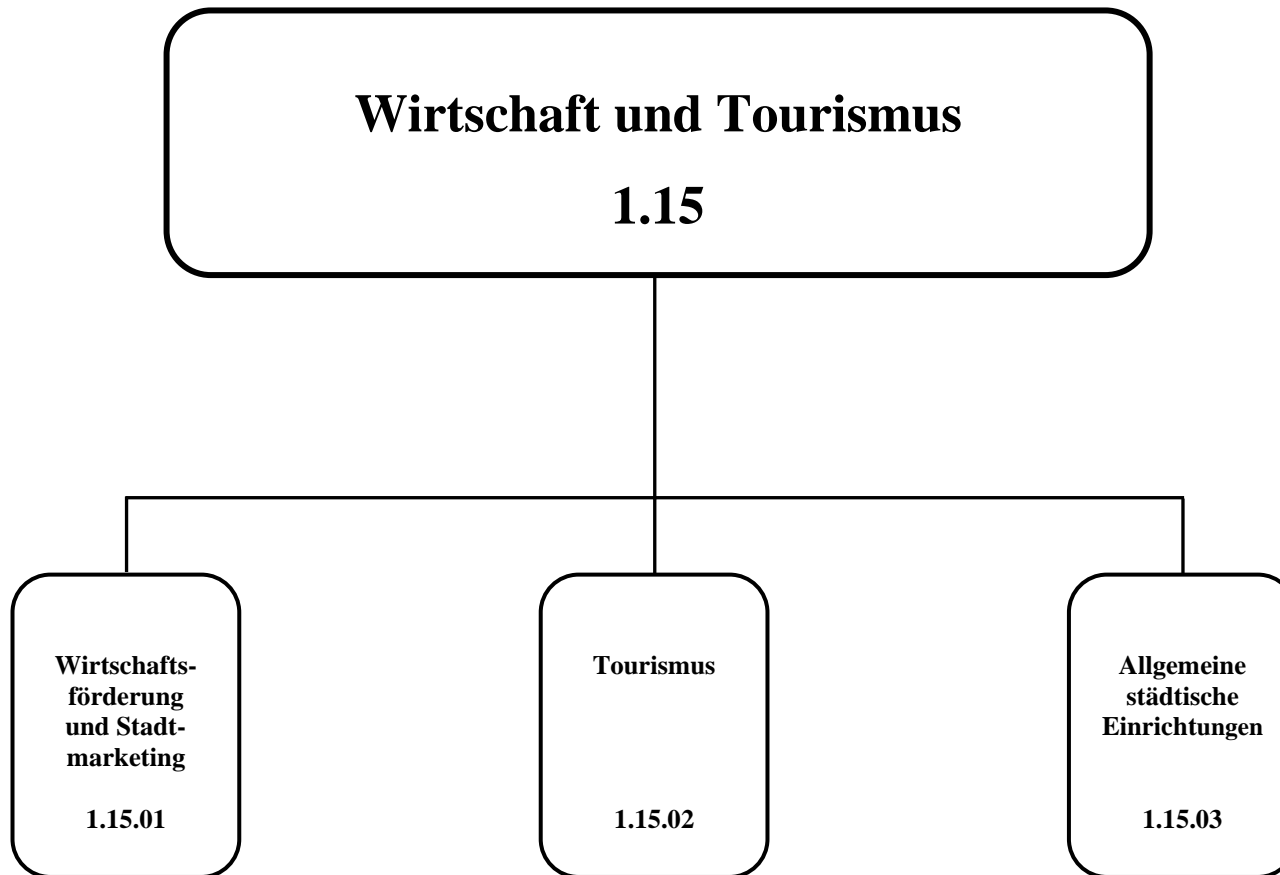 Wirtschaft und Tourismus
1.15
Wirtschafts-
förderung
und Stadt-
marketing
1.15.01
Tourismus
1.15.02
Allgemeine
städtische
Einrichtungen
1.15.03